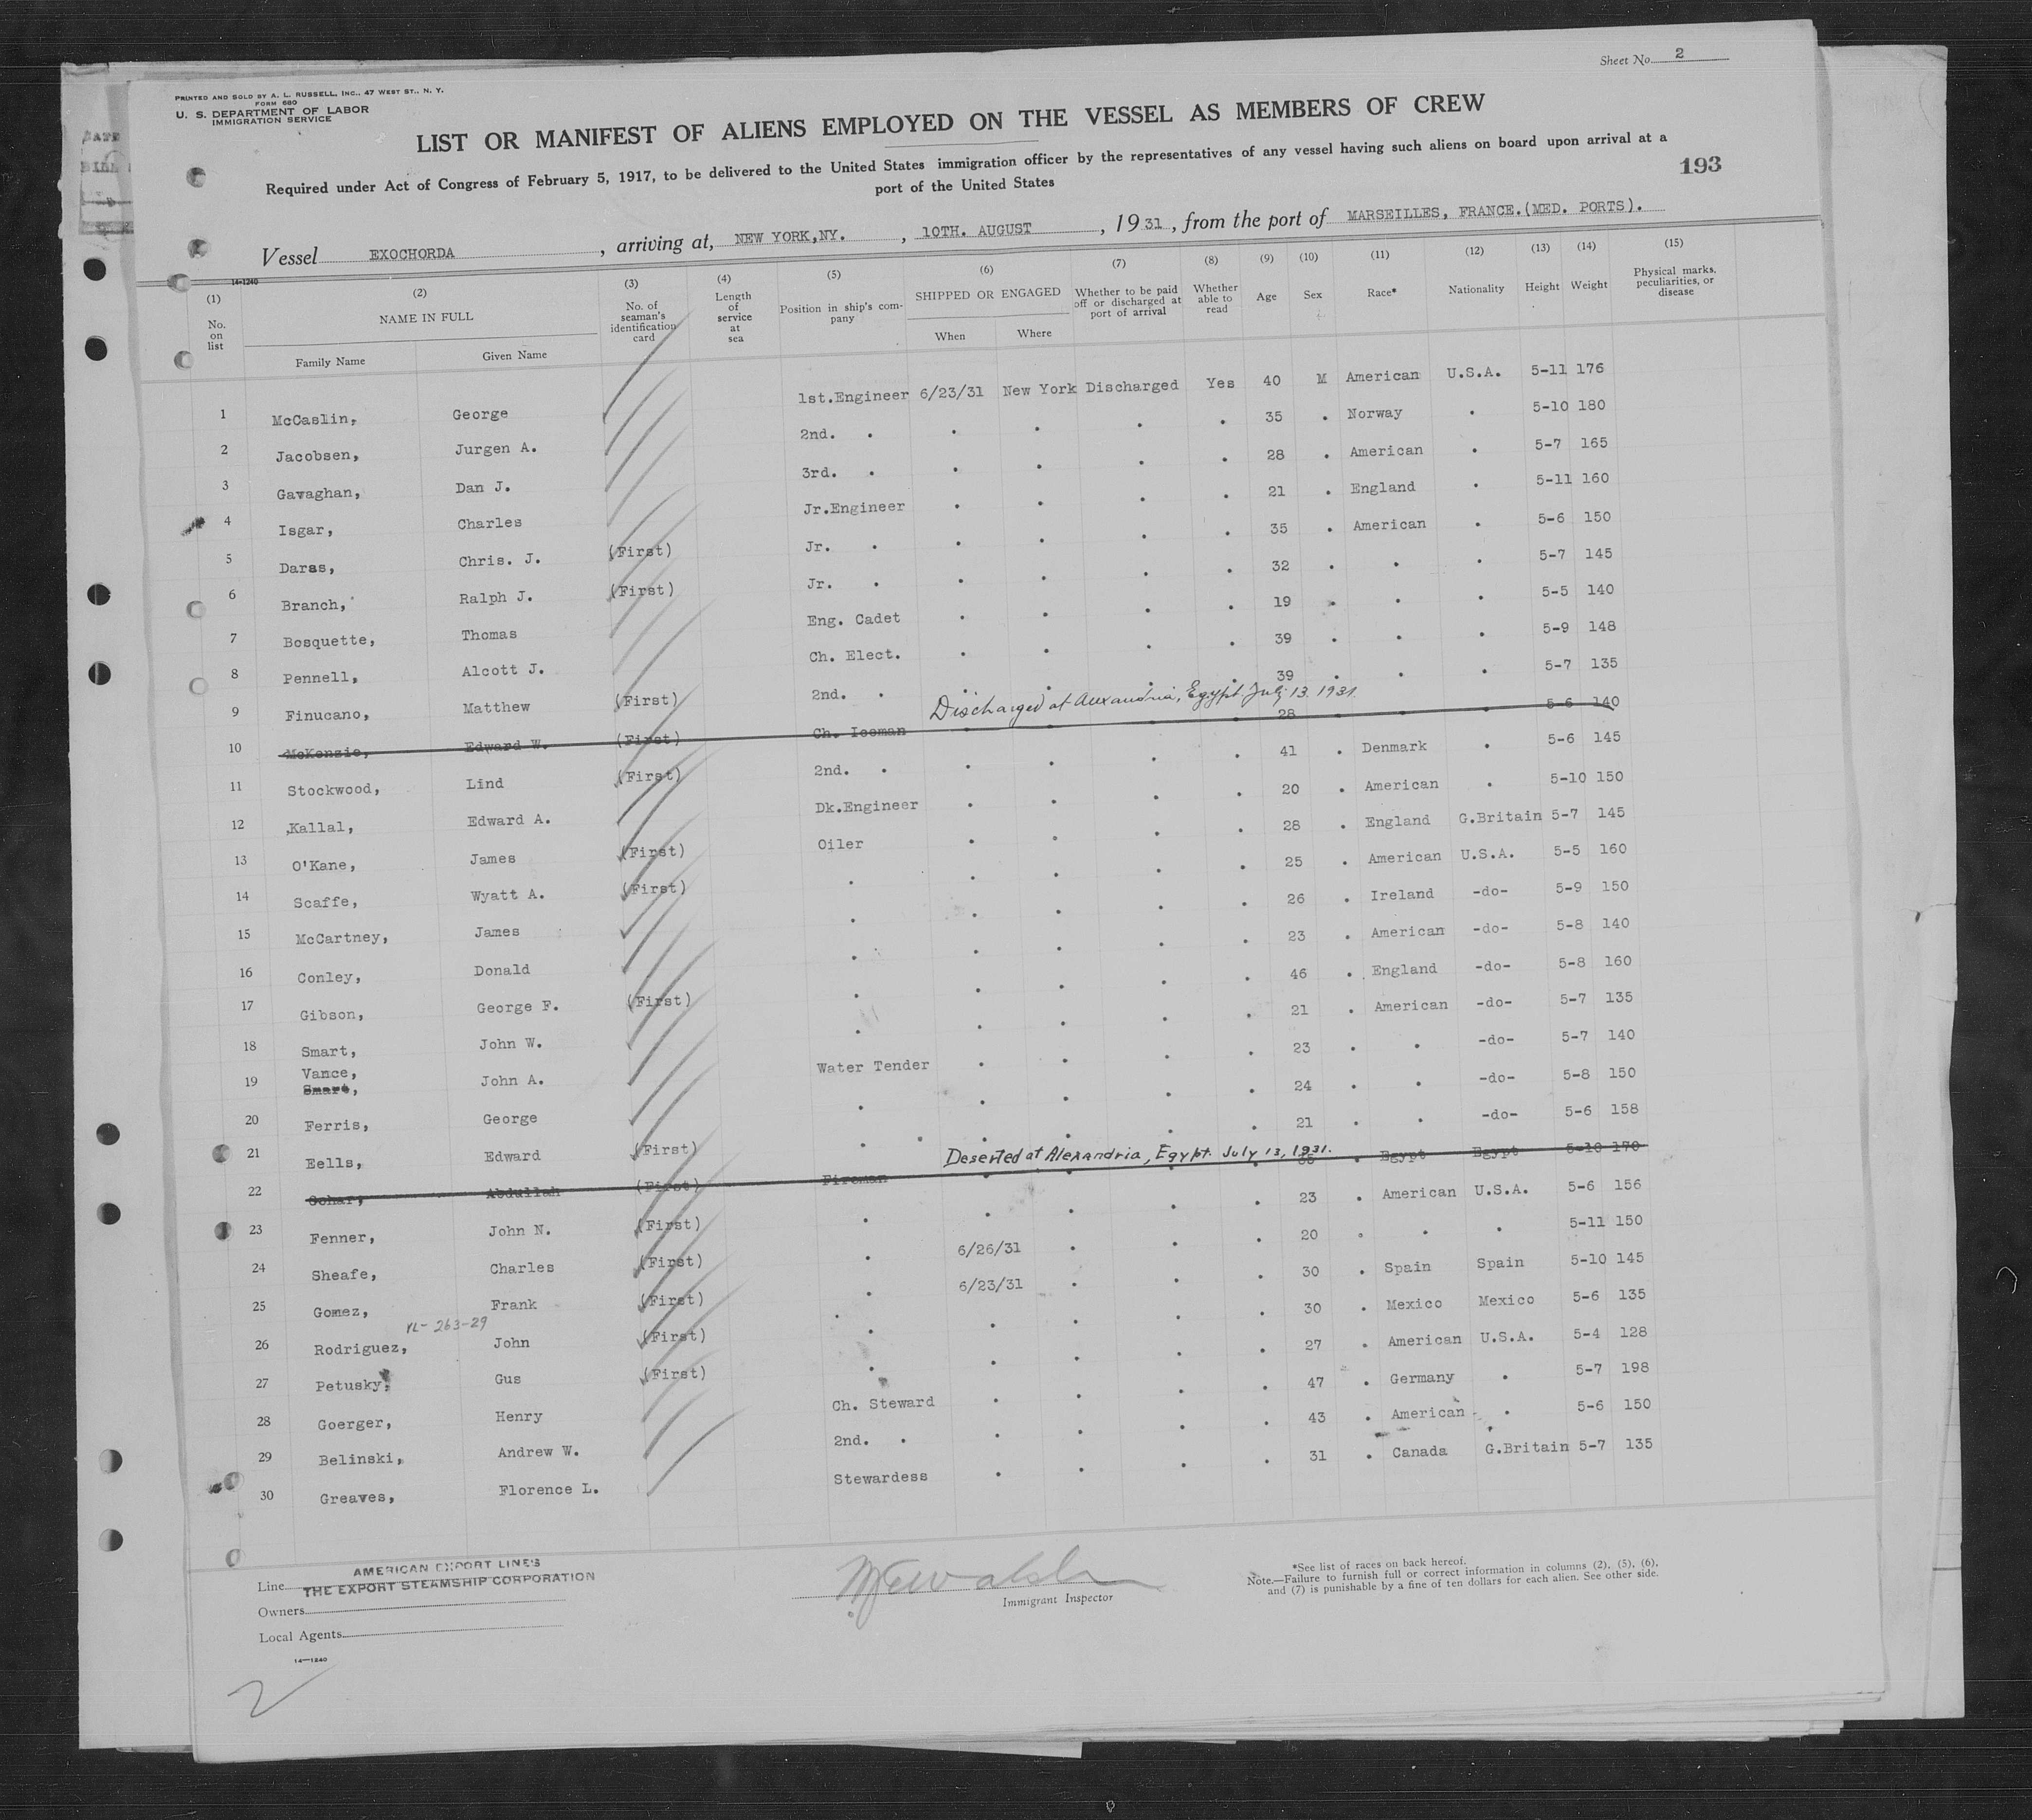 Sheet No. 2
PRINTED AND SOLD BY A. L. RUSSELL, INC., 47 WEST ST., N. Y.
FORM 680
U. S. DEPARTMENT OF LABOR
IMMIGRATION SERVICE
LIST OR MANIFEST OF ALIENS EMPLOYED ON THE VESSEL AS MEMBERS OF CREW
Required under Act of Congress of February 5, 1917, to be delivered to the United States immigration officer by the representatives of any vessel having such aliens on board upon arrival at a
port of the United States
193
Vessel EXOCHORDA, arriving at, NEW YORK,NY., 10TH. AUGUST, 1931, from the port of MARSEILLES, FRANCE.(MED. PORTS).
14-1240
(1) (2) (3) (4) (5) (6) (7) (8) (9) (10) (11) (12) (13) (14) (15)
No. on list NAME IN FULL No. of seaman's identification card Length of service at sea Position in ship's company SHIPPED OR ENGAGED Whether to be paid off or discharged at port of arrival Whether able to read Age Sex Race* Nationality Height Weight Physical marks, peculiarities, or disease
Family Name Given Name When Where
1 McCaslin, George 1st.Engineer 6/23/31 New York Discharged Yes 40 M American U.S.A. 5-11 176
2 Jacobsen, Jurgen A. 2nd. . . . . . 35 . Norway . 5-10 180
3 Gavaghan, Dan J. 3rd. . . . . . 28 . American . 5-7 165
4 Isgar, Charles Jr.Engineer . . . . 21 . England . 5-11 160
5 Daras, Chris. J. (First) Jr. . . . . . 35 . American . 5-6 150
6 Branch, Ralph J. (First) Jr. . . . . . 32 . . . 5-7 145
7 Bosquette, Thomas Eng. Cadet . . . . 19 . . . 5-5 140
8 Pennell, Alcott J. Ch. Elect. . . . . 39 . . . 5-9 148
9 Finucano, Matthew (First) 2nd. . . . . . 39 . . . 5-7 135
10 McKenzie, Edward W. (First) Ch. Iceman Discharged at Alexandria, Egypt. July 13. 1931. . 28 . . . 5-6 140
11 Stockwood, Lind (First) 2nd. . . . . . 41 . Denmark . 5-6 145
12 Kallal, Edward A. Dk.Engineer . . . . 20 . American . 5-10 150
13 O'Kane, James (First) Oiler . . . . 28 . England G.Britain 5-7 145
14 Scaffe, Wyatt A. (First) . . . . . 25 . American U.S.A. 5-5 160
15 McCartney, James . . . . . 26 . Ireland -do- 5-9 150
16 Conley, Donald . . . . . 23 . American -do- 5-8 140
17 Gibson, George F. (First) . . . . . 46 . England -do- 5-8 160
18 Smart, John W. . . . . . 21 . American -do- 5-7 135
Vance,
19 Smart, John A. Water Tender . . . . 23 . . -do- 5-7 140
20 Ferris, George . . . . . 24 . . -do- 5-8 150
21 Eells, Edward (First) . . . . . 21 . . -do- 5-6 158
22 Abdullah (First) Fireman Deserted at Alexandria, Egypt. July 13, 1931. . Egypt Egypt 5-10 170
23 Fenner, John N. (First) . . . . . 23 . American U.S.A. 5-6 156
24 Sheafe, Charles (First) . 6/26/31 . . . 20 . . . 5-11 150
25 Gomez, Frank (First) . 6/23/31 . . . 30 . Spain Spain 5-10 145
YL-263-29
26 Rodriguez, John (First) . . . . . 30 . Mexico Mexico 5-6 135
27 Petusky, Gus (First) . . . . . 27 . American U.S.A. 5-4 128
28 Goerger, Henry Ch. Steward . . . . 47 . Germany . 5-7 198
29 Belinski, Andrew W. 2nd. . . . . . 43 . American . 5-6 150
30 Greaves, Florence L. Stewardess . . . . 31 . Canada G.Britain 5-7 135
AMERICAN EXPORT LINES
Line THE EXPORT STEAMSHIP CORPORATION
Owners
Local Agents
14-1240
Immigrant Inspector
*See list of races on back hereof.
Note.—Failure to furnish full or correct information in columns (2), (5), (6),
and (7) is punishable by a fine of ten dollars for each alien. See other side.
2